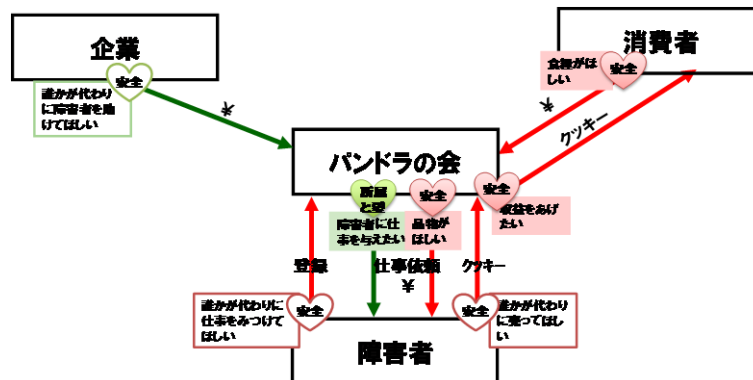 企業
消費者
安全
食糧がほしい
安全
誰かが代わりに障害者を助けてほしい
¥
¥
クッキー
パンドラの会
所属と愛
安全
安全
障害者に仕事を与えたい
品物がほしい
収益をあげたい
登録
仕事依頼
¥
クッキー
誰かが代わりに仕事をみつけてほしい
安全
安全
誰かが代わりに売ってほしい
障害者